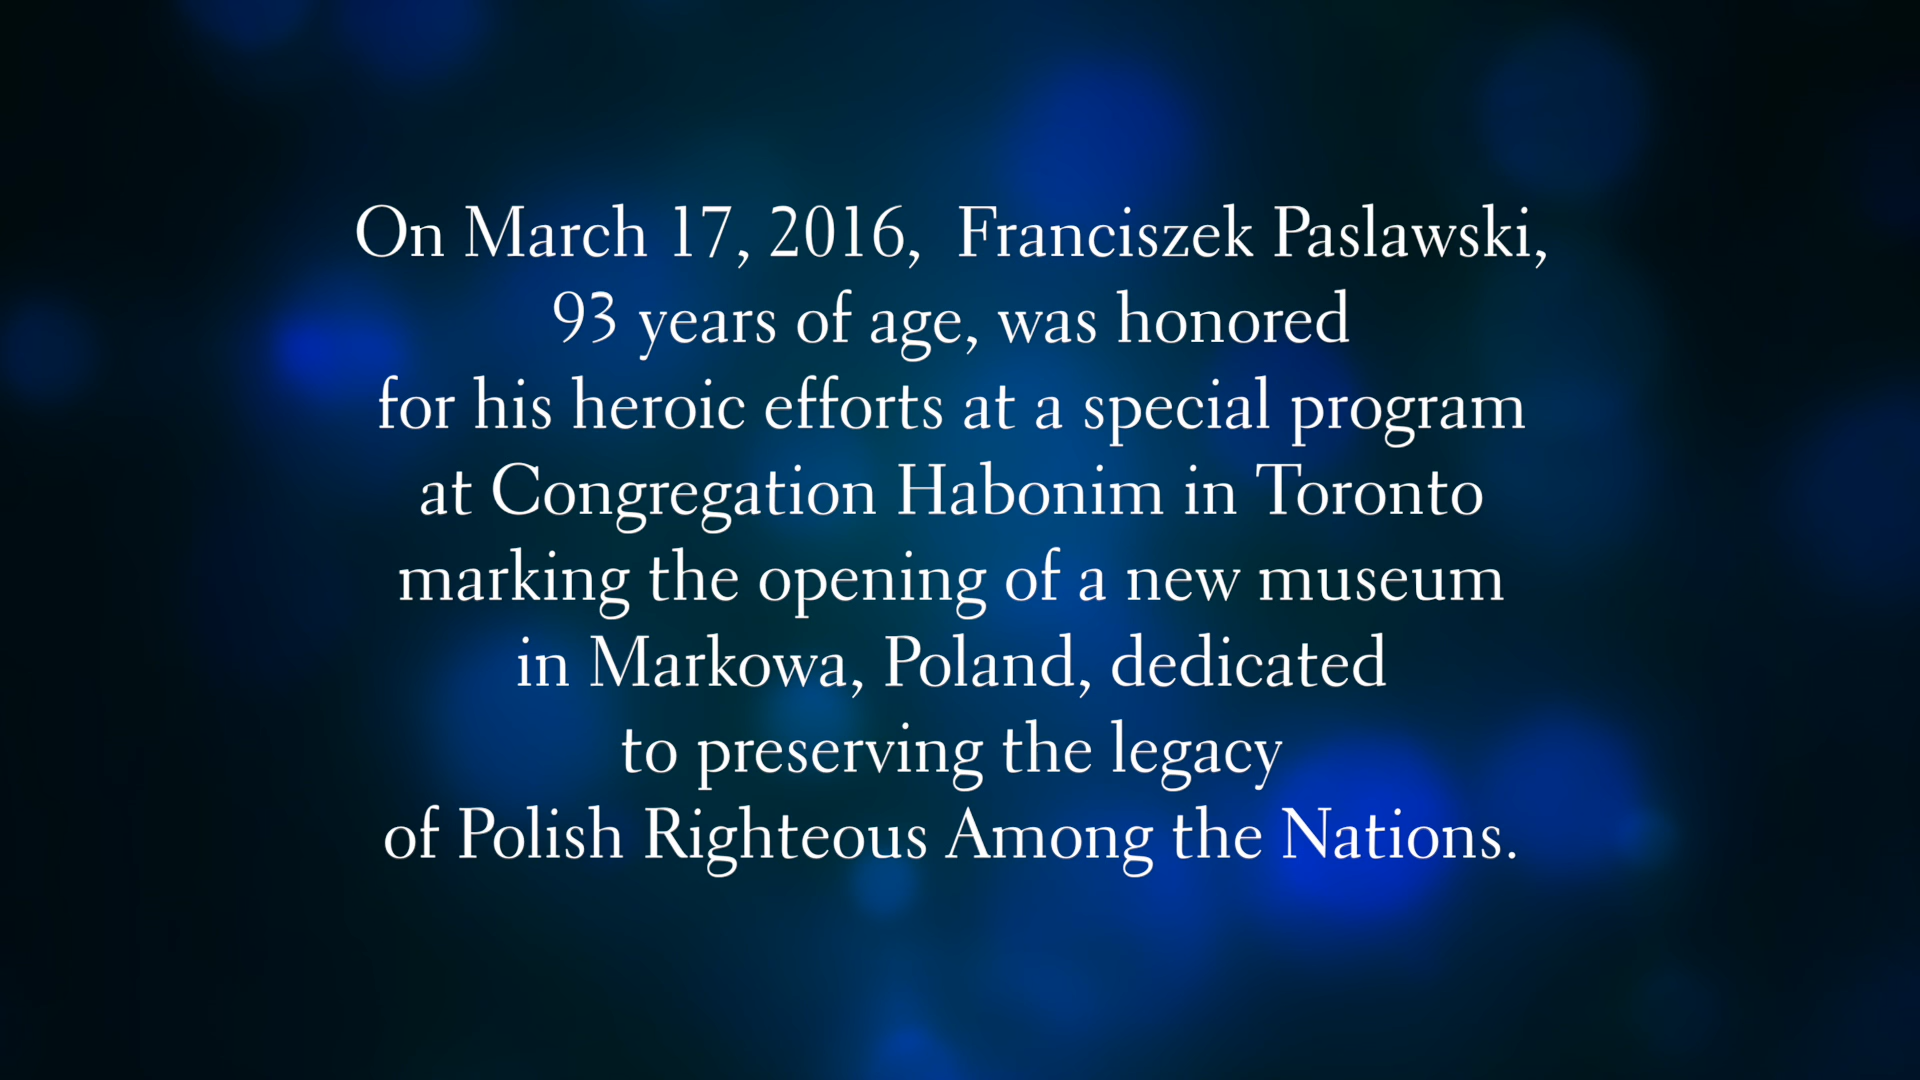 On March 17, 2016,  Franciszek Paslawski,
93 years of age, was honored
for his heroic efforts at a special program
at Congregation Habonim in Toronto
marking the opening of a new museum
in Markowa, Poland, dedicated
to preserving the legacy
of Polish Righteous Among the Nations.